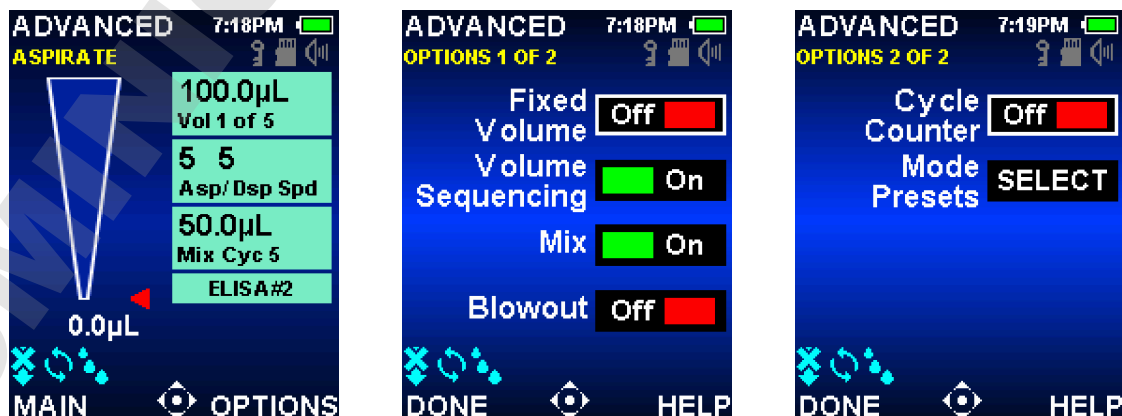 ADVANCED 7:18PM
ASPIRATE
100.0µL
Vol 1 of 5
5 5
Asp/Dsp Spd
50.0µL
Mix Cyc 5
ELISA#2
0.0µL
MAIN OPTIONS
ADVANCED 7:18PM
OPTIONS 1 OF 2
Fixed
Volume Off
Volume
Sequencing On
Mix On
Blowout Off
DONE HELP
ADVANCED 7:19PM
OPTIONS 2 OF 2
Cycle
Counter Off
Mode
Presets SELECT
DONE HELP